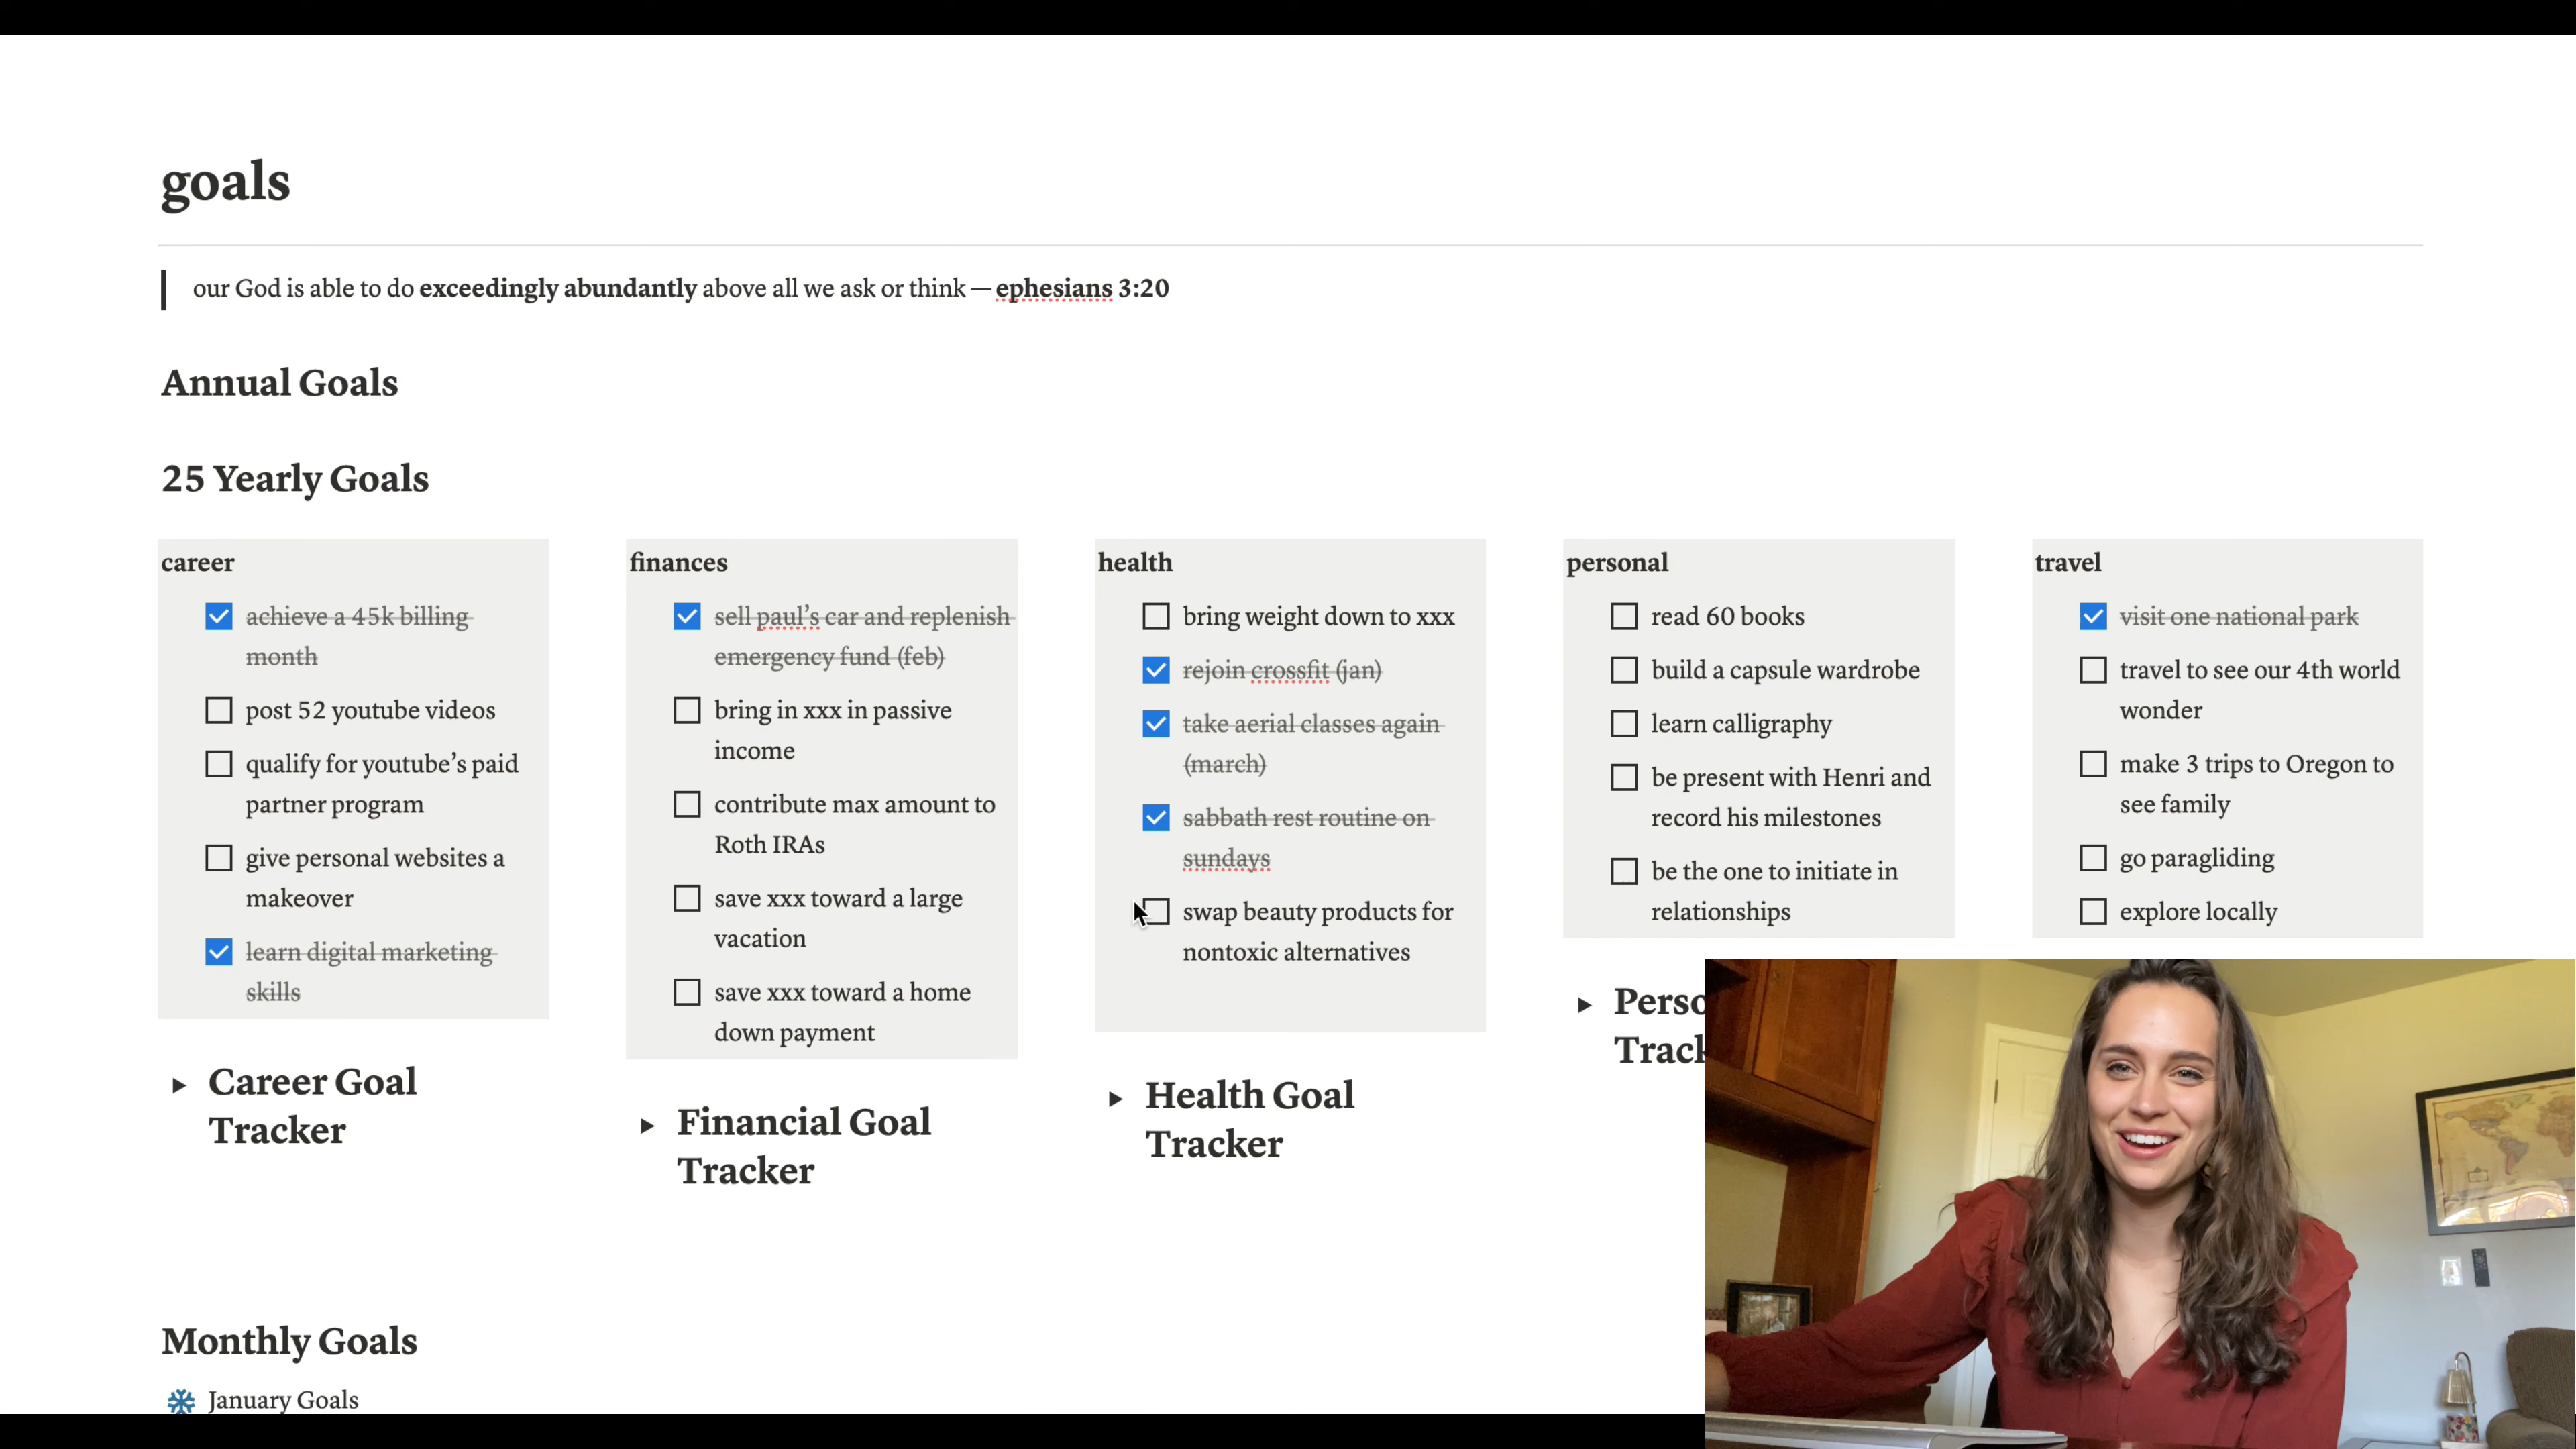 goals
our God is able to do exceedingly abundantly above all we ask or think — ephesians 3:20
Annual Goals
25 Yearly Goals
career
achieve a 45k billing
month
post 52 youtube videos
qualify for youtube's paid
partner program
give personal websites a
makeover
learn digital marketing
skills
Career Goal
Tracker
finances
sell paul's car and replenish
emergency fund (feb)
bring in xxx in passive
income
contribute max amount to
Roth IRAs
save xxx toward a large
vacation
save xxx toward a home
down payment
Financial Goal
Tracker
health
bring weight down to xxx
rejoin crossfit (jan)
take aerial classes again
(march)
sabbath rest routine on
sundays
swap beauty products for
nontoxic alternatives
Health Goal
Tracker
personal
read 60 books
build a capsule wardrobe
learn calligraphy
be present with Henri and
record his milestones
be the one to initiate in
relationships
Perso
Track
travel
visit one national park
travel to see our 4th world
wonder
make 3 trips to Oregon to
see family
go paragliding
explore locally
Monthly Goals
January Goals